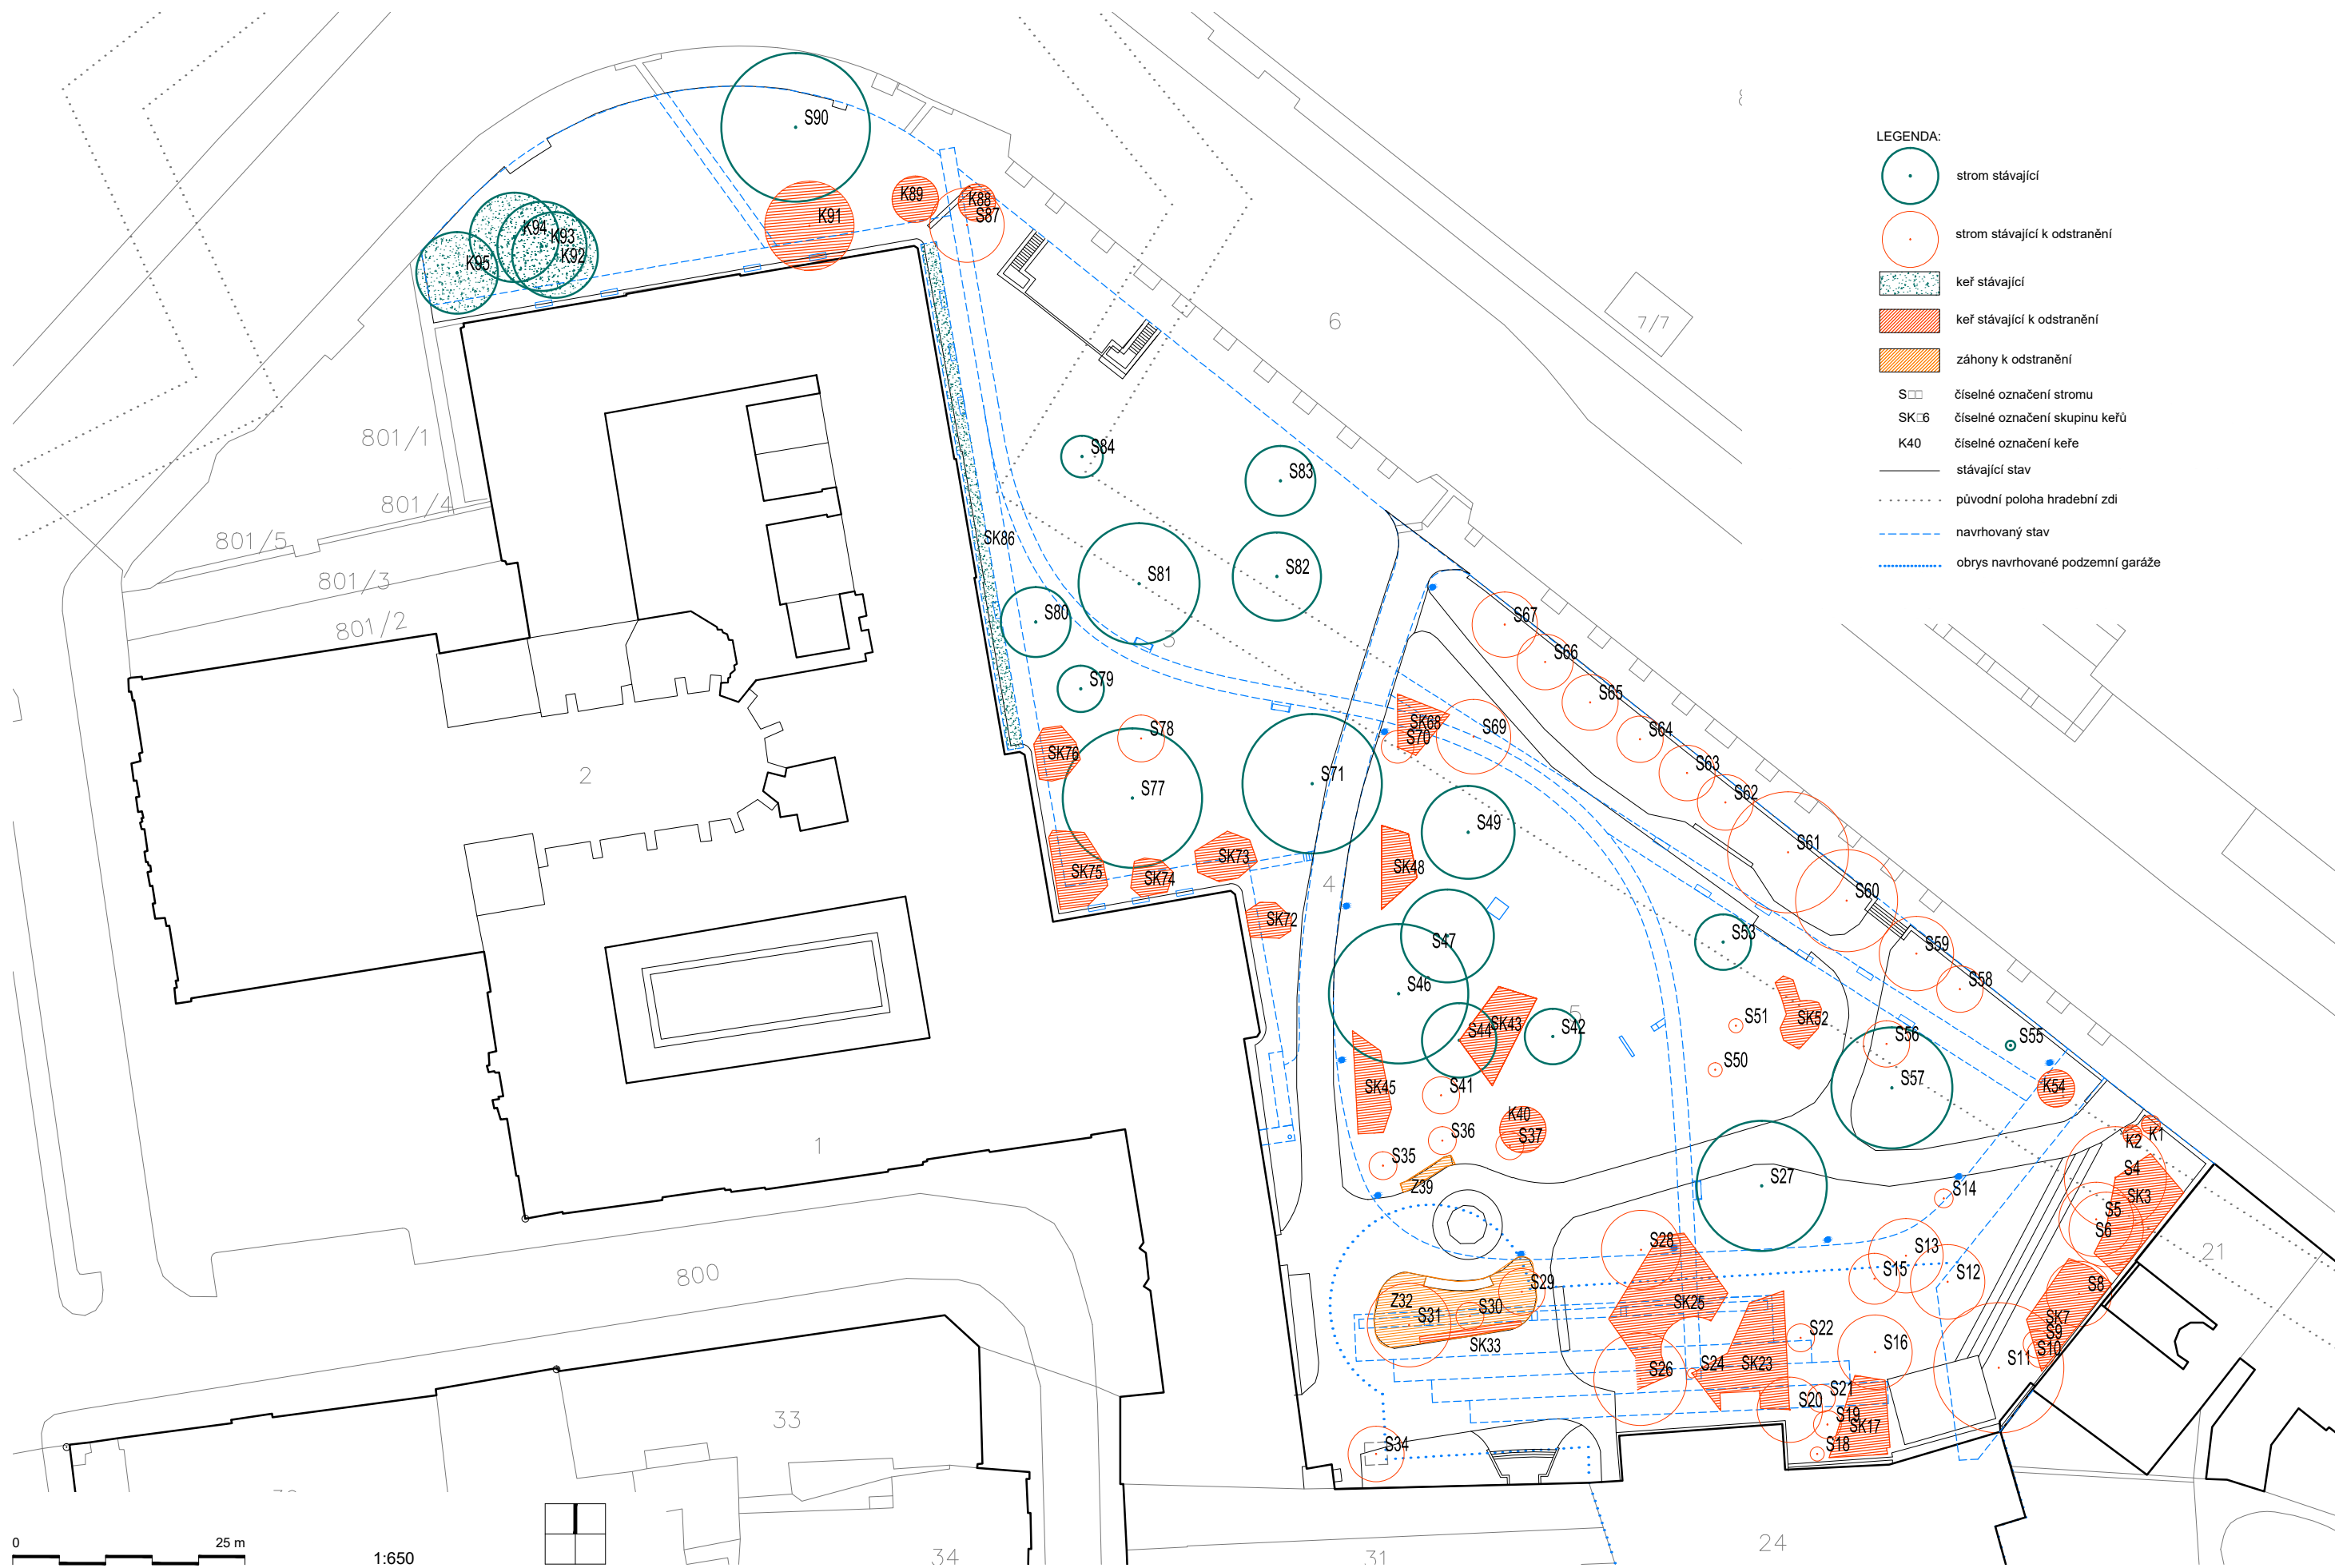 S90
LEGENDA:
strom stávající
strom stávající k odstranění
keř stávající
keř stávající k odstranění
záhony k odstranění
S□□ číselné označení stromu
SK□6 číselné označení skupinu keřů
K40 číselné označení keře
stávající stav
původní poloha hradební zdi
navrhovaný stav
obrys navrhované podzemní garáže
K89
K88
K91
S87
K94
K93
K92
K95
6
7/7
801/1
S84
S83
801/4
801/5
SK86
801/3
S81
S82
801/2
S80
3
S67
S66
S79
S65
SK68
S78
S69
S64
S70
SK76
S63
2
S71
S77
S62
S49
S61
SK73
SK48
SK75
SK74
4
S60
SK72
S53
S47
S59
S46
S58
5
SK43
S44
S42
S51
SK52
S56
S55
S50
S57
SK45
S41
K54
K40
S36
S37
1
K2
K1
S35
S4
S27
Z39
S14
SK3
S5
S6
S28
S13
21
800
S15
S12
S29
S8
Z32
S30
SK25
S31
SK7
S22
S9
SK33
S16
S10
S24
SK23
S11
S26
S21
S20
33
S19
SK17
S34
S18
0 25 m
1:650
34
31
24